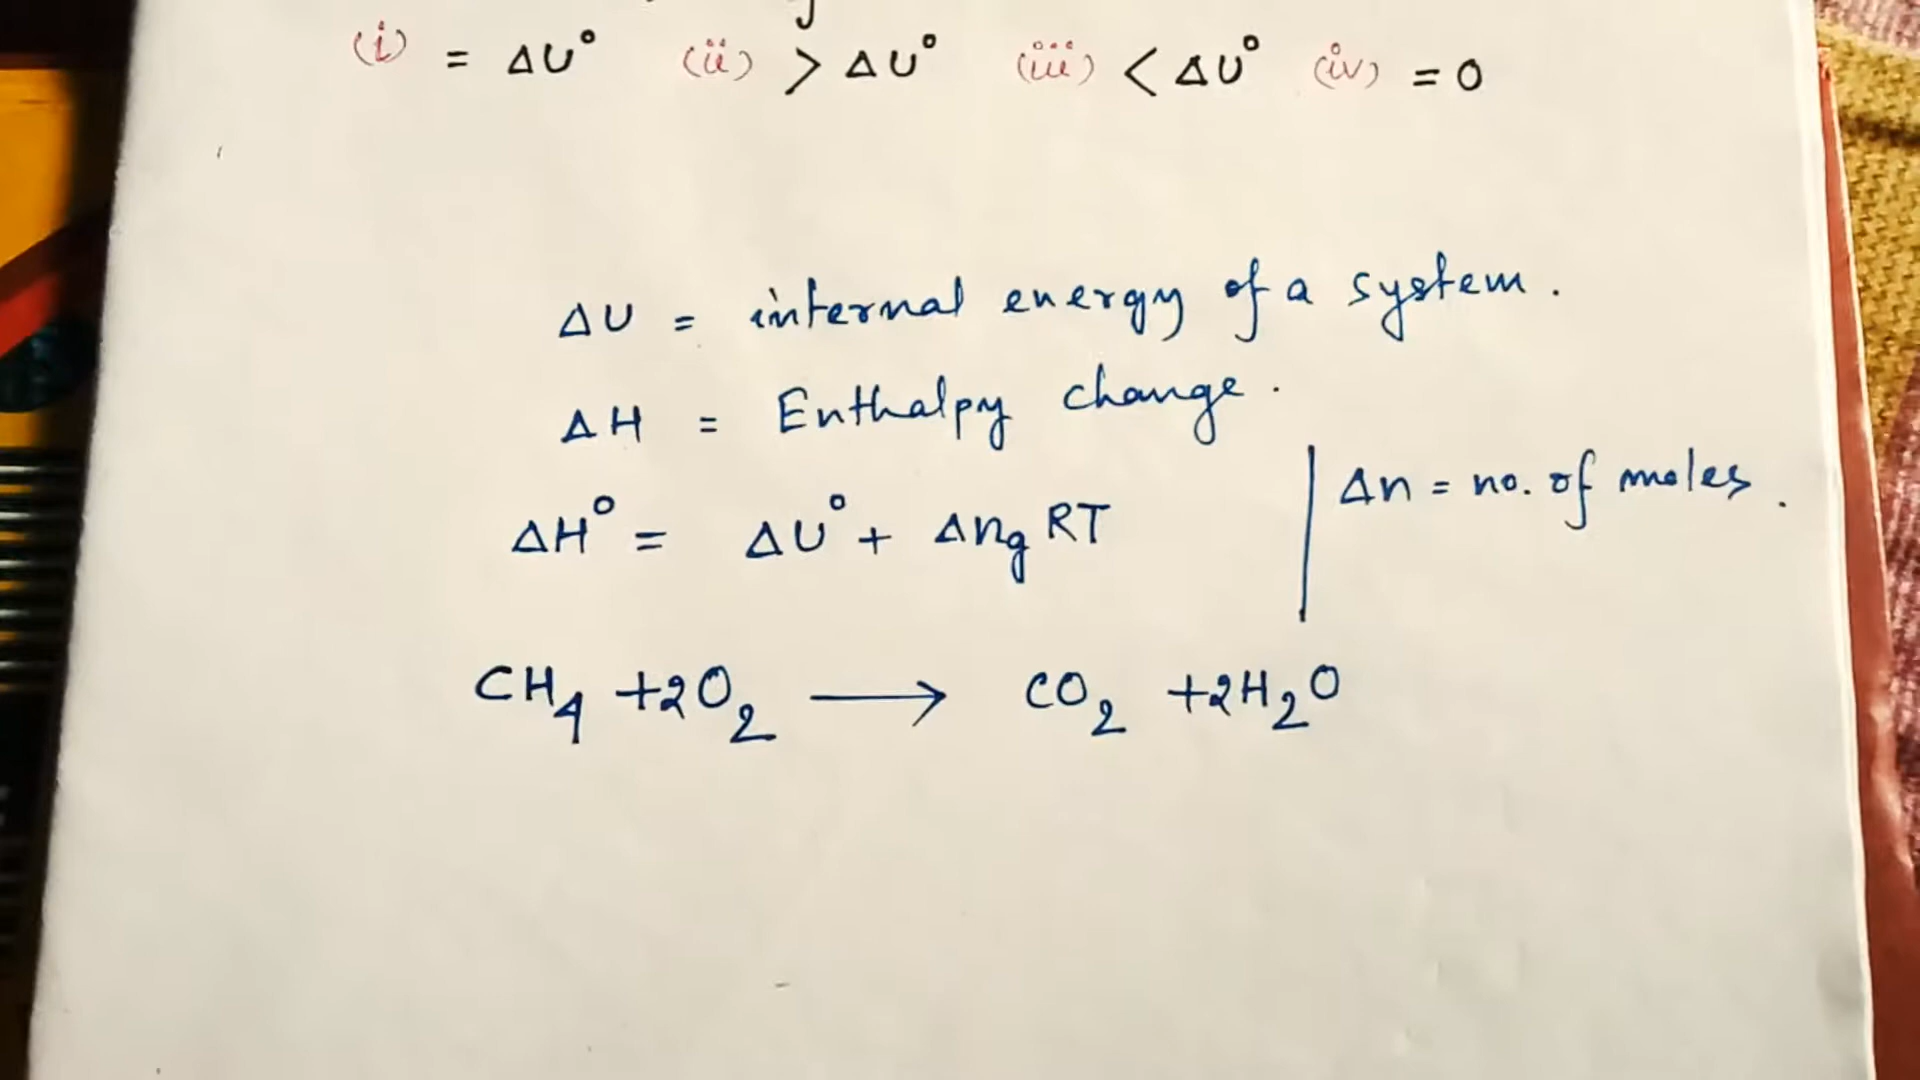 (i) = ΔU° (ii) > ΔU° (iii) < ΔU° (iv) = 0
ΔU = internal energy of a system.
ΔH = Enthalpy change.
ΔH° = ΔU° + Δng RT
Δn = no. of moles.
CH4 + 2O2 ⟶ CO2 + 2H2O